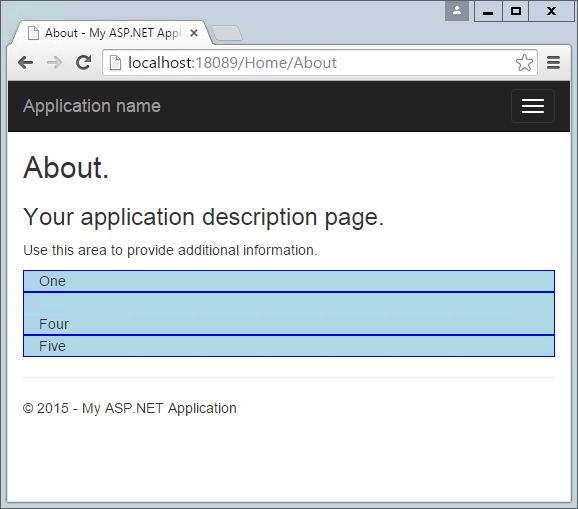 About - My ASP.NET Appl
localhost:18089/Home/About
Application name
About.
Your application description page.
Use this area to provide additional information.
One
Four
Five
© 2015 - My ASP.NET Application